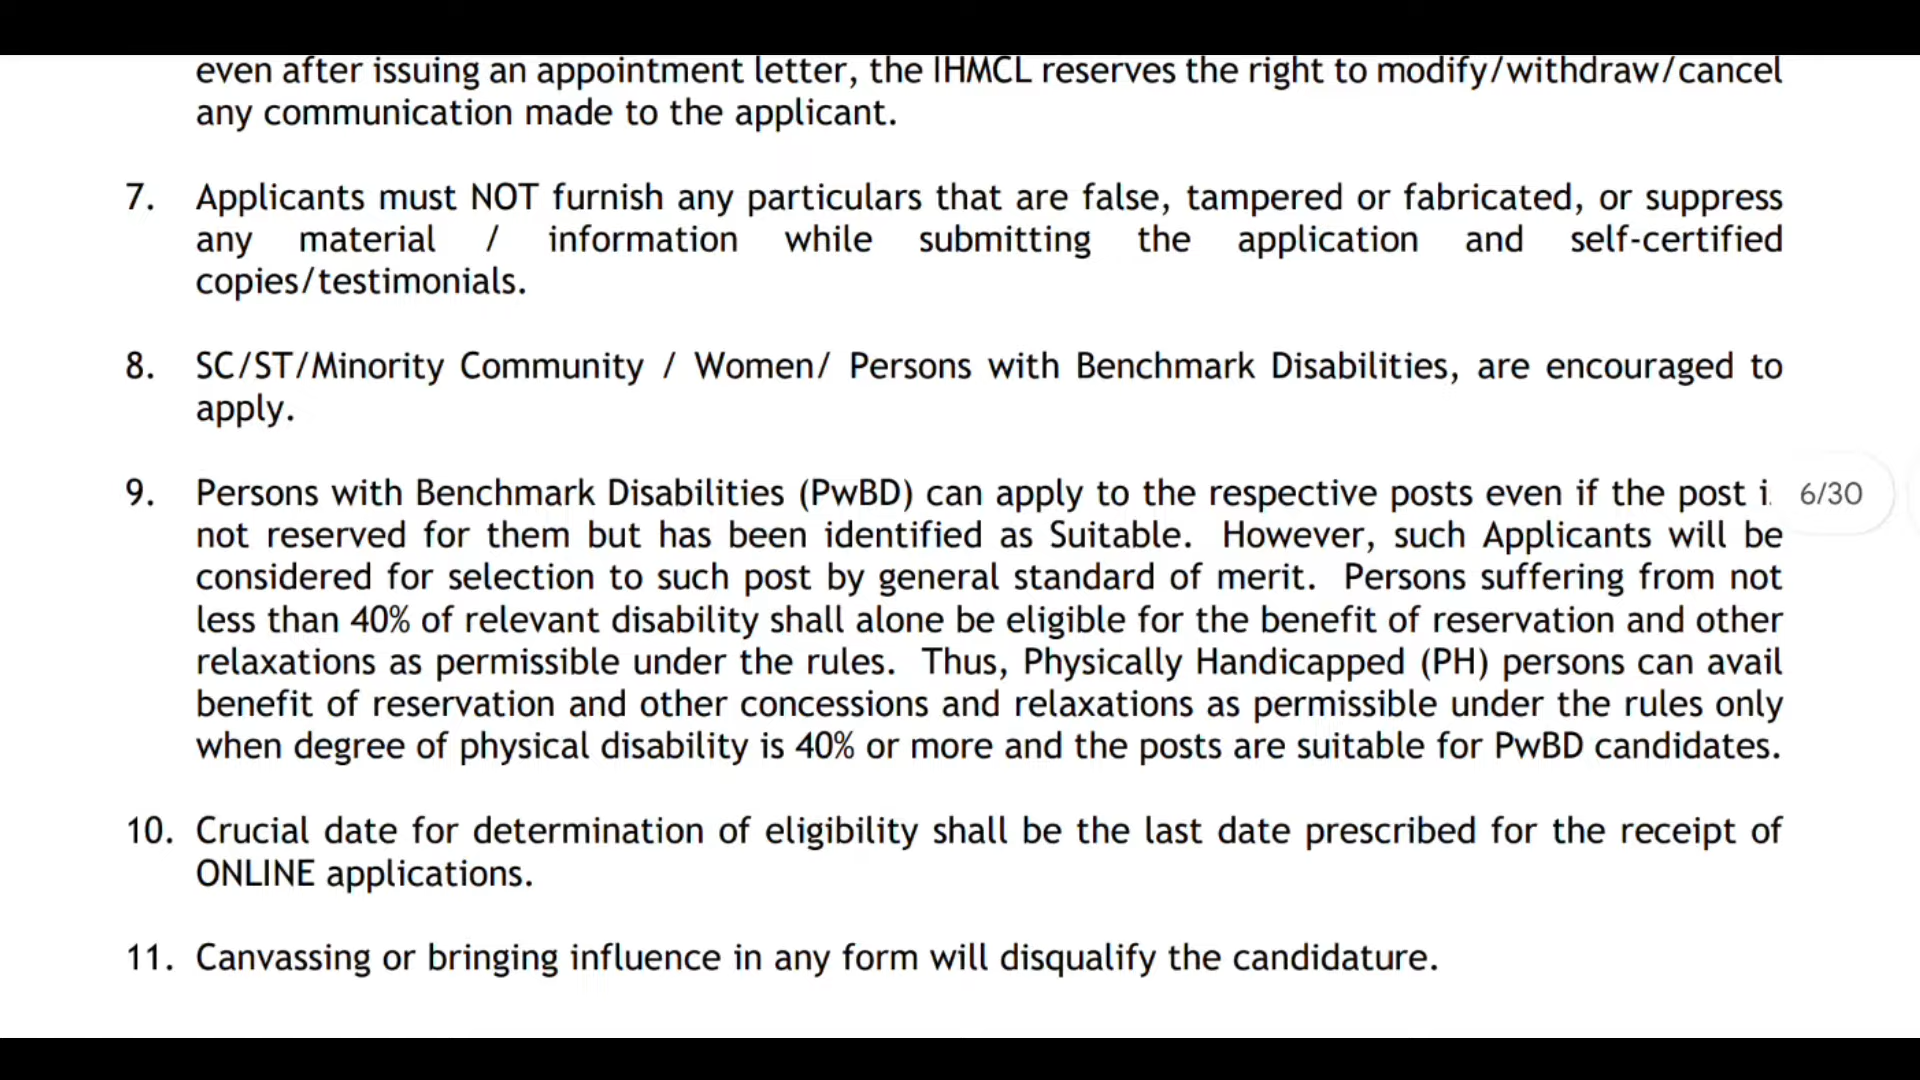 even after issuing an appointment letter, the IHMCL reserves the right to modify/withdraw/cancel
any communication made to the applicant.
7. Applicants must NOT furnish any particulars that are false, tampered or fabricated, or suppress
any material / information while submitting the application and self-certified
copies/testimonials.
8. SC/ST/Minority Community / Women/ Persons with Benchmark Disabilities, are encouraged to
apply.
9. Persons with Benchmark Disabilities (PwBD) can apply to the respective posts even if the post i
6/30
not reserved for them but has been identified as Suitable. However, such Applicants will be
considered for selection to such post by general standard of merit. Persons suffering from not
less than 40% of relevant disability shall alone be eligible for the benefit of reservation and other
relaxations as permissible under the rules. Thus, Physically Handicapped (PH) persons can avail
benefit of reservation and other concessions and relaxations as permissible under the rules only
when degree of physical disability is 40% or more and the posts are suitable for PwBD candidates.
10. Crucial date for determination of eligibility shall be the last date prescribed for the receipt of
ONLINE applications.
11. Canvassing or bringing influence in any form will disqualify the candidature.